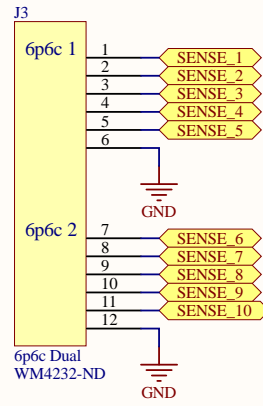 J3
6p6c 1
1 SENSE_1
2 SENSE_2
3 SENSE_3
4 SENSE_4
5 SENSE_5
6
GND
6p6c 2
7 SENSE_6
8 SENSE_7
9 SENSE_8
10 SENSE_9
11 SENSE_10
12
6p6c Dual
WM4232-ND
GND